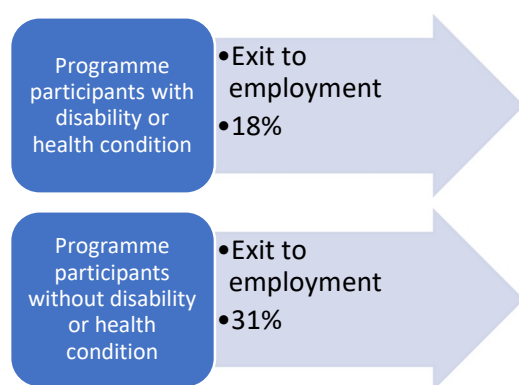 Programme
participants with
disability or
health condition
•Exit to
employment
•18%
Programme
participants
without disability
or health
condition
•Exit to
employment
•31%